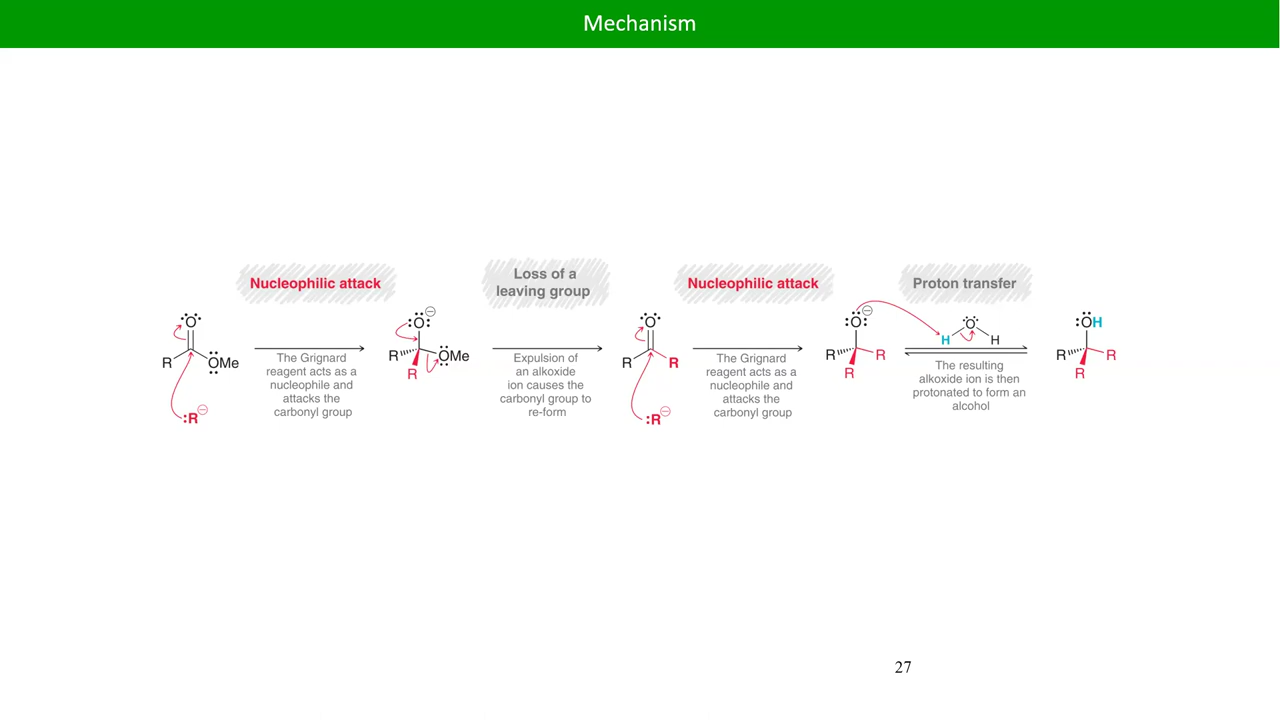 Mechanism
Nucleophilic attack
Loss of a
leaving group
Nucleophilic attack
Proton transfer
O
R
OMe
R
⊖
The Grignard
reagent acts as a
nucleophile and
attacks the
carbonyl group
O
⊖
R
OMe
R
Expulsion of
an alkoxide
ion causes the
carbonyl group to
re-form
O
R
R
R
⊖
The Grignard
reagent acts as a
nucleophile and
attacks the
carbonyl group
O
⊖
R
R
R
O
H
H
The resulting
alkoxide ion is then
protonated to form an
alcohol
OH
R
R
R
27